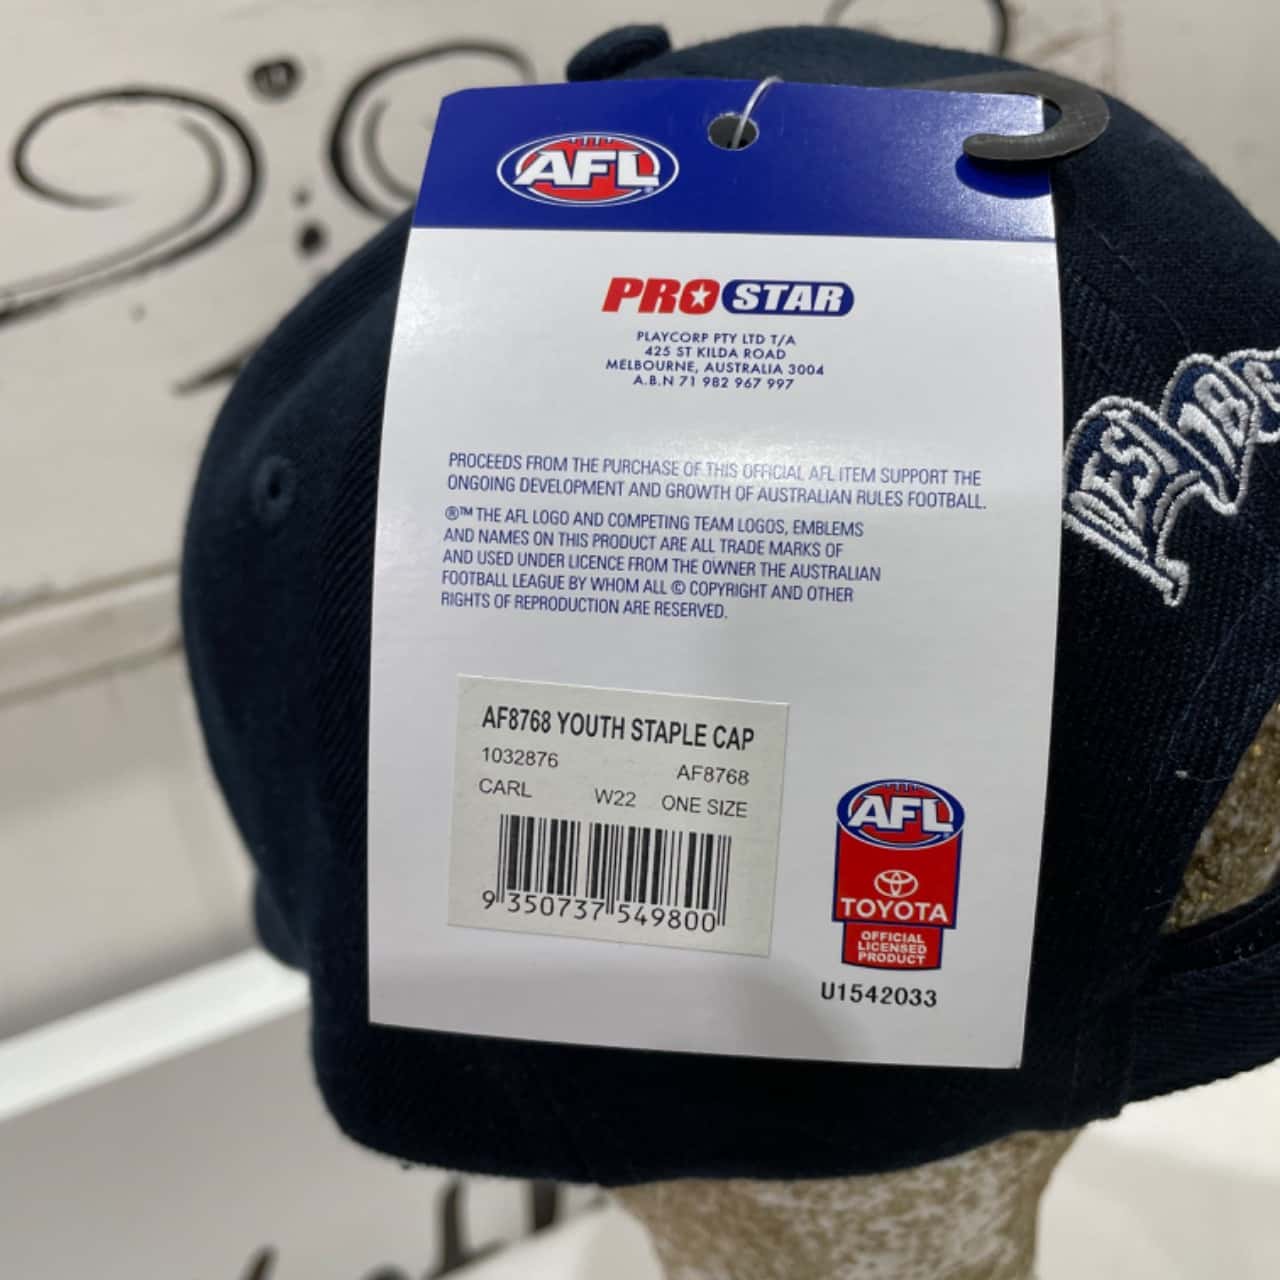 AFL
PRO STAR
PLAYCORP PTY LTD T/A
425 ST KILDA ROAD
MELBOURNE, AUSTRALIA 3004
A.B.N 71 982 967 997
PROCEEDS FROM THE PURCHASE OF THIS OFFICIAL AFL ITEM SUPPORT THE
ONGOING DEVELOPMENT AND GROWTH OF AUSTRALIAN RULES FOOTBALL.
®™ THE AFL LOGO AND COMPETING TEAM LOGOS, EMBLEMS
AND NAMES ON THIS PRODUCT ARE ALL TRADE MARKS OF
AND USED UNDER LICENCE FROM THE OWNER THE AUSTRALIAN
FOOTBALL LEAGUE BY WHOM ALL © COPYRIGHT AND OTHER
RIGHTS OF REPRODUCTION ARE RESERVED.
AF8768 YOUTH STAPLE CAP
1032876 AF8768
CARL W22 ONE SIZE
9 350737 549800
AFL
TOYOTA
OFFICIAL
LICENSED
PRODUCT
U1542033
EST 186